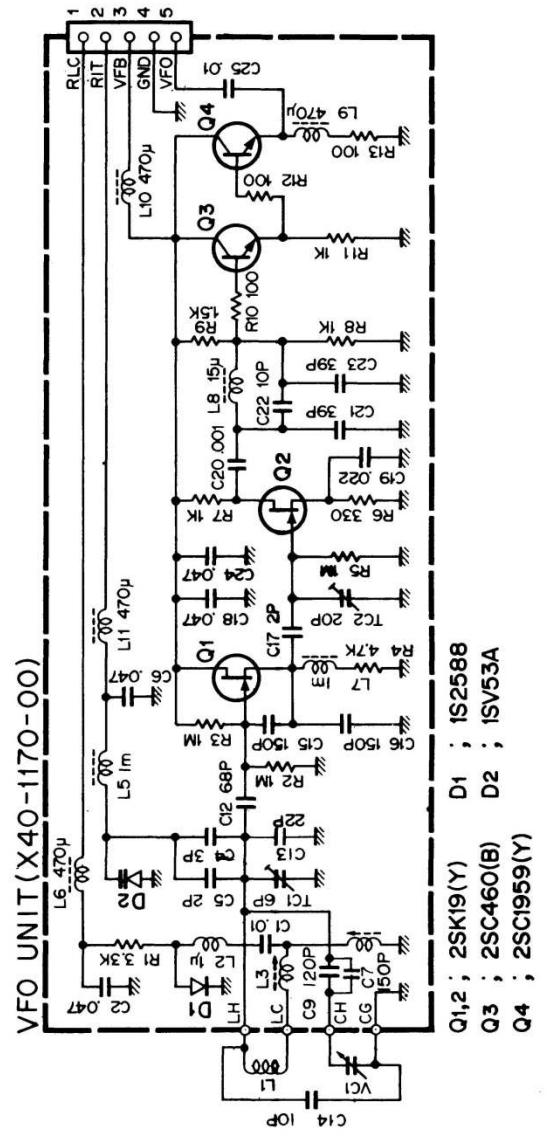 VFO UNIT (X40-1170-00)
RLC 1
RIT 2
VFB 3
GND 4
VFO 5
L6 470μ
L5 1m
L11 470μ
L10 470μ
C25 .01
C2 .047
R1 3.3K
D2
C6 .047
D1
L2 1μ
C1 .01
L3
C5 2P
3P
TC1 6P
C13
22P
C12 68P
R3 1M
R2 1M
C15 150P
C16 150P
Q1
1m
L7
R4 4.7K
C18 .047
C24 .047
C17 2P
TC2 20P
R5 1M
R7 1K
Q2
R6 330
C19 .022
C20 .001
L8 15μ
C22 10P
C21 39P
C23 39P
R9 1.5K
R8 1K
R10 100
Q3
R11 1K
R12 100
Q4
L9 470μ
R13 100
LH
LC
C9
120P
CH
C7
150P
CG
L1
VC1
C14
10P
Q1,2 ; 2SK19(Y)
Q3 ; 2SC460(B)
Q4 ; 2SC1959(Y)
D1 ; 1S2588
D2 ; 1SV53A